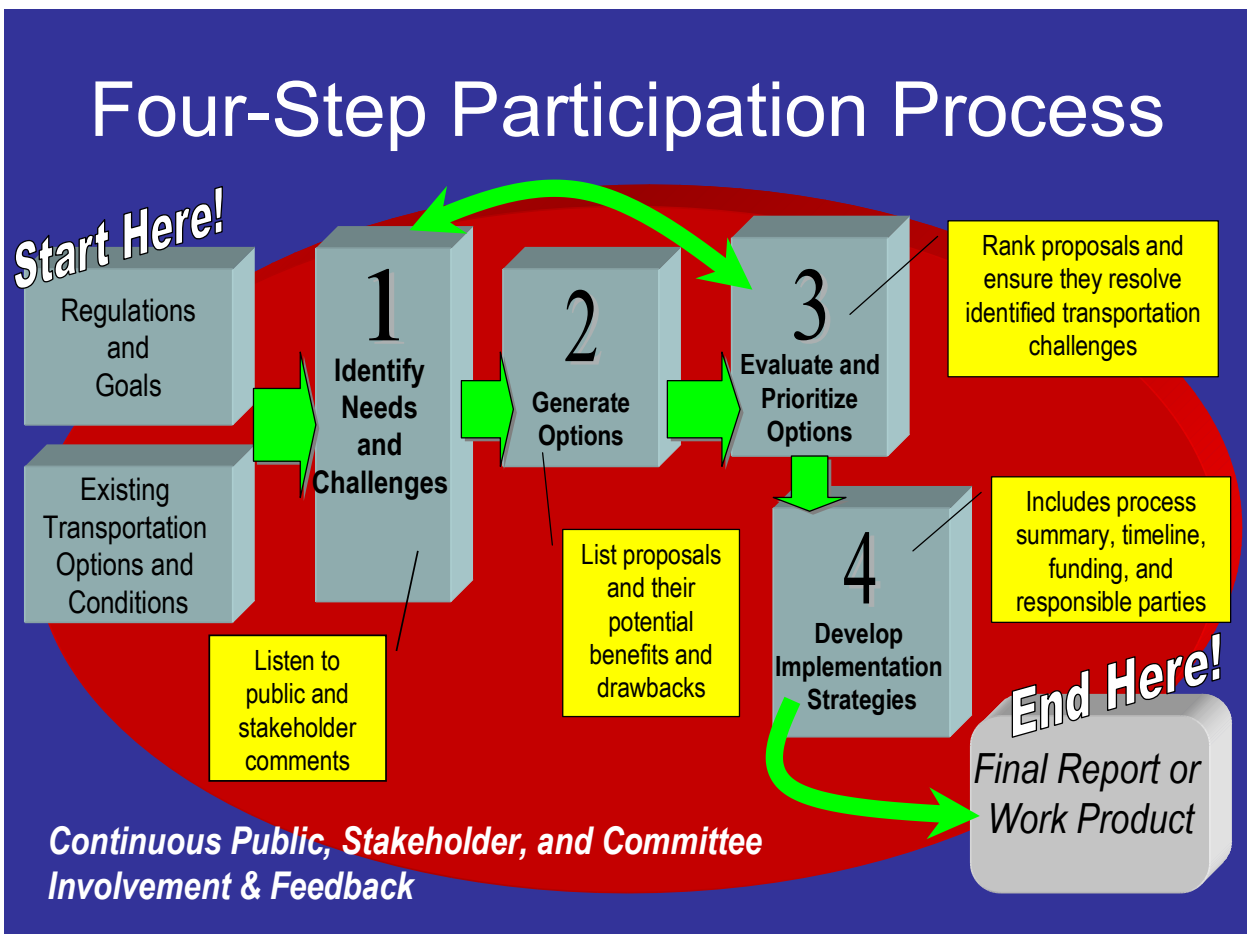 Four-Step Participation Process
Start Here!
Regulations
and
Goals
Existing
Transportation
Options and
Conditions
1
Identify
Needs
and
Challenges
Listen to
public and
stakeholder
comments
2
Generate
Options
List proposals
and their
potential
benefits and
drawbacks
3
Evaluate and
Prioritize
Options
Rank proposals and
ensure they resolve
identified transportation
challenges
4
Develop
Implementation
Strategies
Includes process
summary, timeline,
funding, and
responsible parties
End Here!
Final Report or
Work Product
Continuous Public, Stakeholder, and Committee
Involvement & Feedback